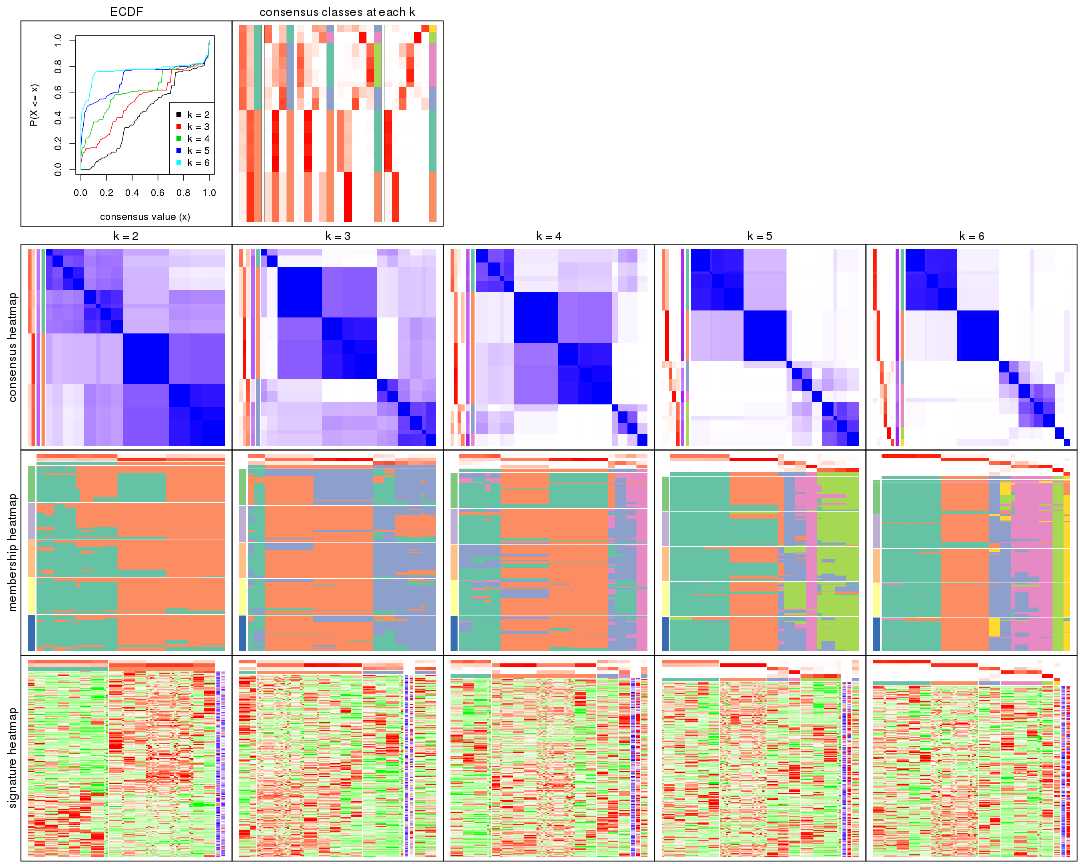 ECDF
consensus classes at each k
P(X <= x)
0.0 0.2 0.4 0.6 0.8 1.0
k = 2
k = 3
k = 4
k = 5
k = 6
0.0 0.2 0.4 0.6 0.8 1.0
consensus value (x)
k = 2
k = 3
k = 4
k = 5
k = 6
consensus heatmap
membership heatmap
signature heatmap